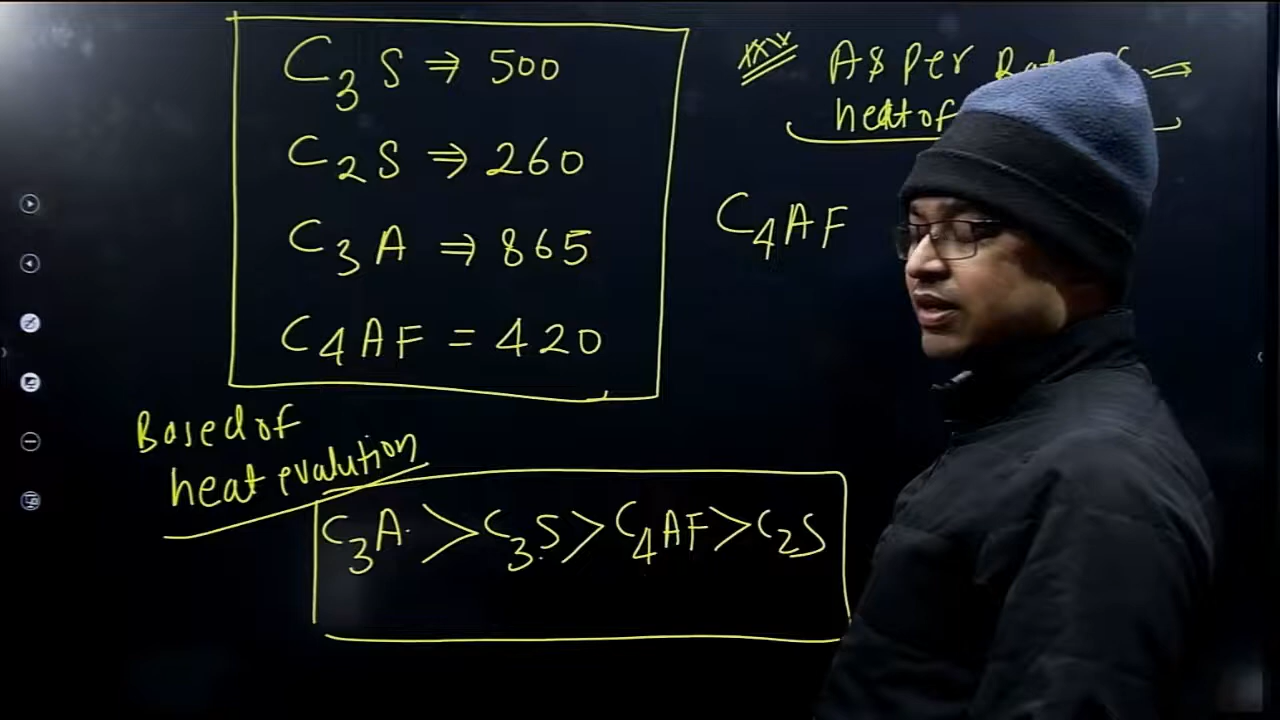 C₃S ⇒ 500
C₂S ⇒ 260
C₃A ⇒ 865
C₄AF = 420
As Per
heat of
C₄AF
Based of
heat evalution
C₃A > C₃S > C₄AF > C₂S